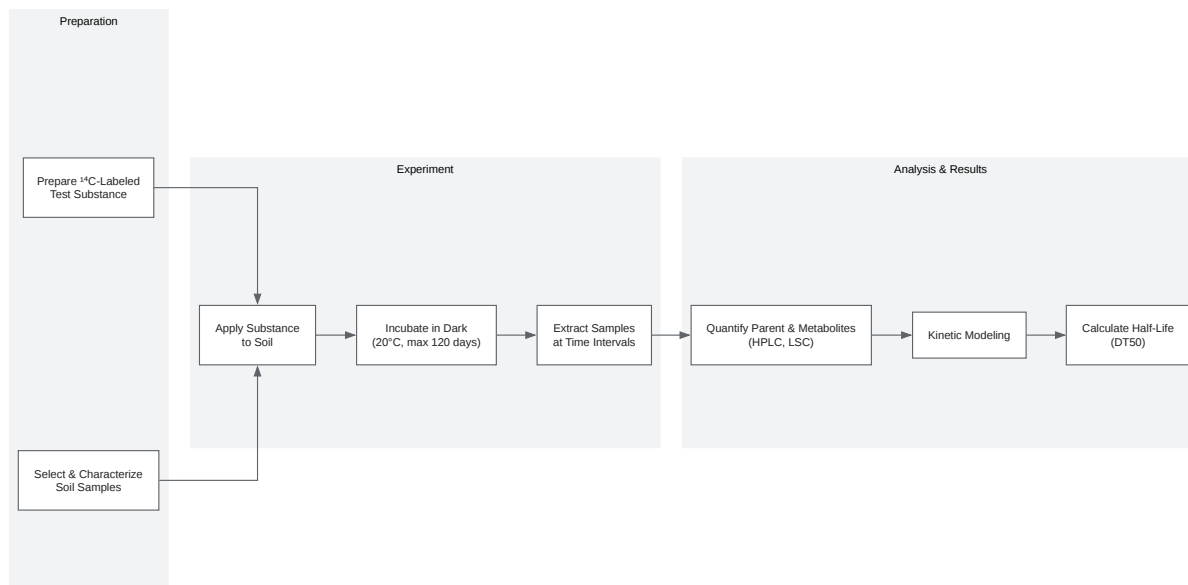 Preparation
Prepare ¹⁴C-Labeled
Test Substance
Select & Characterize
Soil Samples
Experiment
Apply Substance
to Soil
Incubate in Dark
(20°C, max 120 days)
Extract Samples
at Time Intervals
Analysis & Results
Quantify Parent & Metabolites
(HPLC, LSC)
Kinetic Modeling
Calculate Half-Life
(DT50)